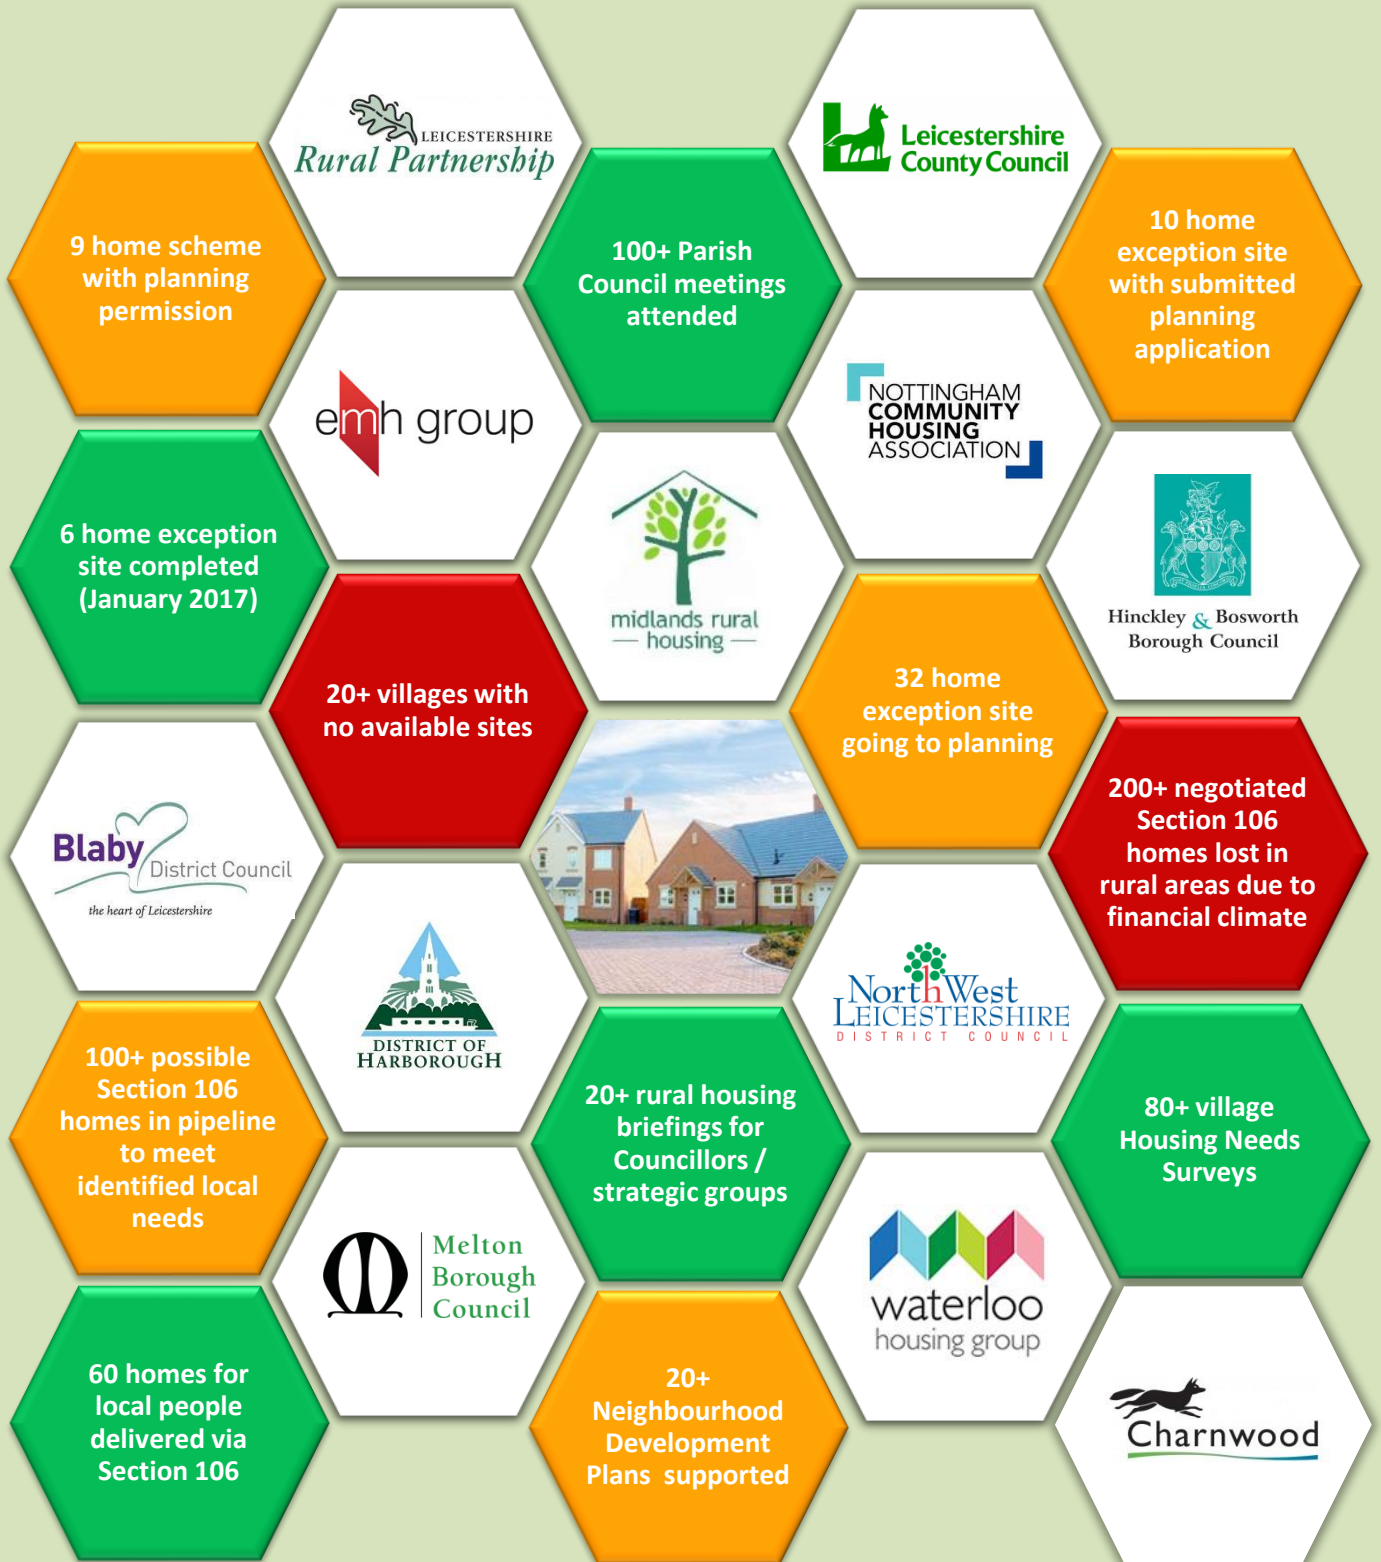 LEICESTERSHIRE
Rural Partnership
Leicestershire
County Council
9 home scheme
with planning
permission
100+ Parish
Council meetings
attended
10 home
exception site
with submitted
planning
application
emh group
NOTTINGHAM
COMMUNITY
HOUSING
ASSOCIATION
6 home exception
site completed
(January 2017)
midlands rural
housing
Hinckley & Bosworth
Borough Council
20+ villages with
no available sites
32 home
exception site
going to planning
Blaby
District Council
the heart of Leicestershire
200+ negotiated
Section 106
homes lost in
rural areas due to
financial climate
DISTRICT OF
HARBOROUGH
North West
LEICESTERSHIRE
DISTRICT COUNCIL
100+ possible
Section 106
homes in pipeline
to meet
identified local
needs
20+ rural housing
briefings for
Councillors /
strategic groups
80+ village
Housing Needs
Surveys
Melton
Borough
Council
waterloo
housing group
60 homes for
local people
delivered via
Section 106
20+
Neighbourhood
Development
Plans supported
Charnwood